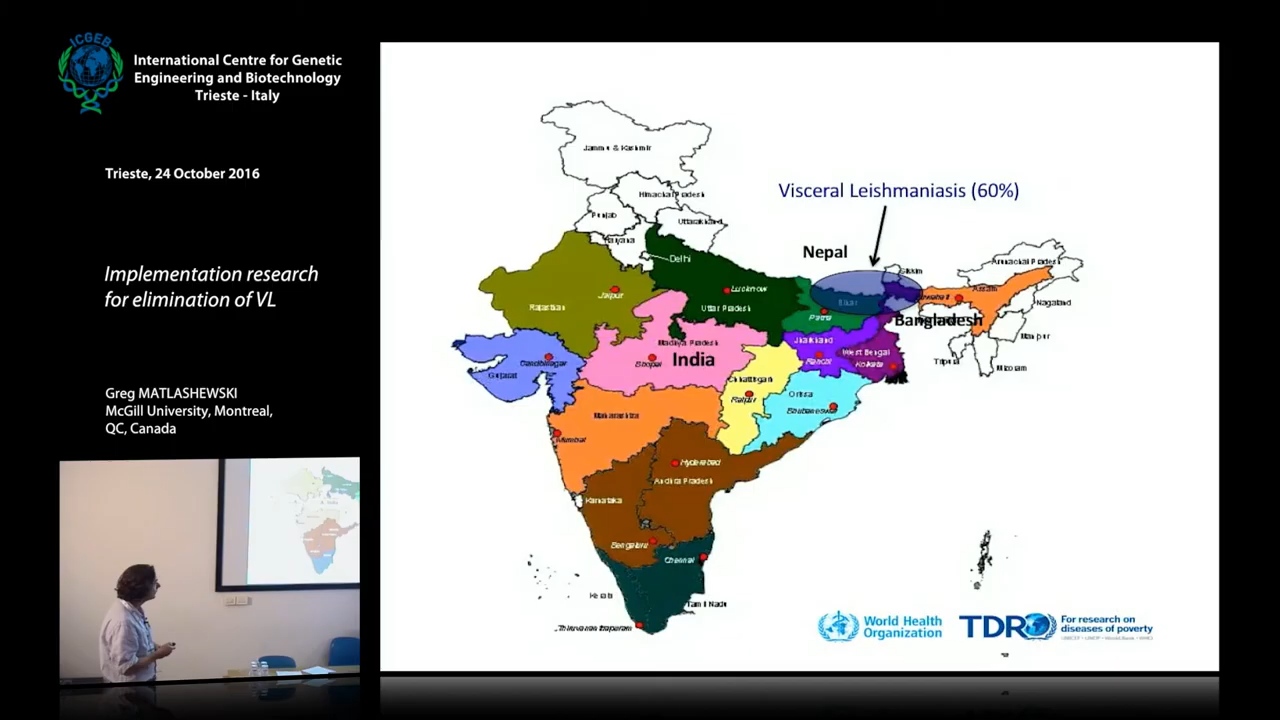 ICGEB
International Centre for Genetic
Engineering and Biotechnology
Trieste - Italy
Trieste, 24 October 2016
Implementation research
for elimination of VL
Greg MATLASHEWSKI
McGill University, Montreal,
QC, Canada
Visceral Leishmaniasis (60%)
Nepal
Bangladesh
India
Jammu & Kashmir
Himachal Pradesh
Punjab
Uttarakhand
Haryana
Delhi
Sikkim
Arunachal Pradesh
Assam
Nagaland
Manipur
Mizoram
Tripura
Rajasthan
Jaipur
Lucknow
Uttar Pradesh
Bihar
Patna
Jharkhand
Ranchi
West Bengal
Kolkata
Gandhinagar
Gujarat
Madhya Pradesh
Bhopal
Chhattisgarh
Raipur
Orissa
Maharashtra
Mumbai
Hyderabad
Andhra Pradesh
Karnataka
Bengaluru
Chennai
Kerala
Tamil Nadu
World Health
Organization
TDR
For research on
diseases of poverty